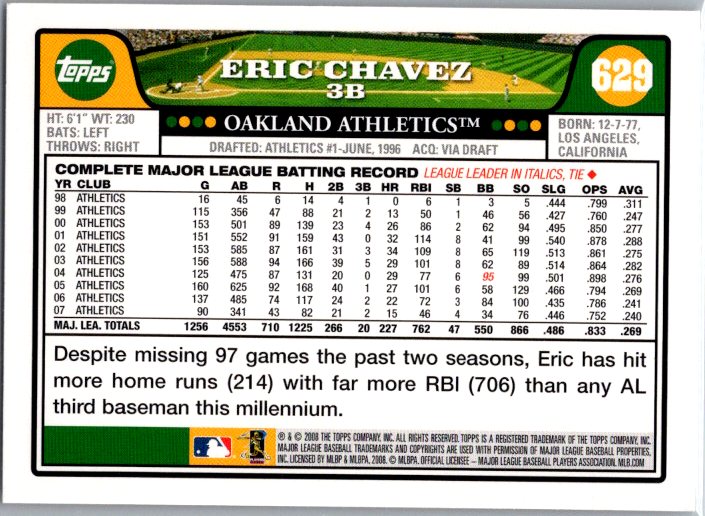 topps
ERIC CHAVEZ
3B
629
HT: 6'1" WT: 230
BATS: LEFT
THROWS: RIGHT
OAKLAND ATHLETICS™
DRAFTED: ATHLETICS #1-JUNE, 1996 ACQ: VIA DRAFT
BORN: 12-7-77,
LOS ANGELES,
CALIFORNIA
COMPLETE MAJOR LEAGUE BATTING RECORD LEAGUE LEADER IN ITALICS, TIE ◆
YR CLUB G AB R H 2B 3B HR RBI SB BB SO SLG OPS AVG
98 ATHLETICS 16 45 6 14 4 1 0 6 1 3 5 .444 .799 .311
99 ATHLETICS 115 356 47 88 21 2 13 50 1 46 56 .427 .760 .247
00 ATHLETICS 153 501 89 139 23 4 26 86 2 62 94 .495 .850 .277
01 ATHLETICS 151 552 91 159 43 0 32 114 8 41 99 .540 .878 .288
02 ATHLETICS 153 585 87 161 31 3 34 109 8 65 119 .513 .861 .275
03 ATHLETICS 156 588 94 166 39 5 29 101 8 62 89 .514 .864 .282
04 ATHLETICS 125 475 87 131 20 0 29 77 6 95 99 .501 .898 .276
05 ATHLETICS 160 625 92 168 40 1 27 101 6 58 129 .466 .794 .269
06 ATHLETICS 137 485 74 117 24 2 22 72 3 84 100 .435 .786 .241
07 ATHLETICS 90 341 43 82 21 2 15 46 4 34 76 .446 .752 .240
MAJ. LEA. TOTALS 1256 4553 710 1225 266 20 227 762 47 550 866 .486 .833 .269
Despite missing 97 games the past two seasons, Eric has hit
more home runs (214) with far more RBI (706) than any AL
third baseman this millennium.
® & © 2008 THE TOPPS COMPANY, INC. ALL RIGHTS RESERVED. TOPPS IS A REGISTERED TRADEMARK OF THE TOPPS COMPANY, INC.
MAJOR LEAGUE BASEBALL TRADEMARKS AND COPYRIGHTS ARE USED WITH PERMISSION OF MAJOR LEAGUE BASEBALL PROPERTIES,
INC. LICENSED BY MLBP & MLBPA, 2008. © MLBPA. OFFICIAL LICENSEE – MAJOR LEAGUE BASEBALL PLAYERS ASSOCIATION. MLB.COM